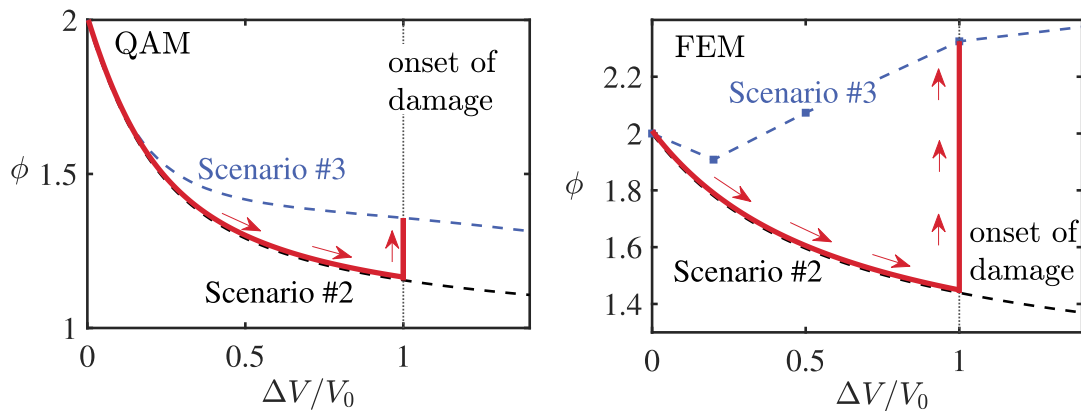 2
QAM
onset of
damage
ϕ
1.5
Scenario #3
Scenario #2
1
0
0.5
1
ΔV/V₀
FEM
2.2
Scenario #3
2
ϕ
1.8
1.6
onset of
damage
Scenario #2
1.4
0
0.5
1
ΔV/V₀